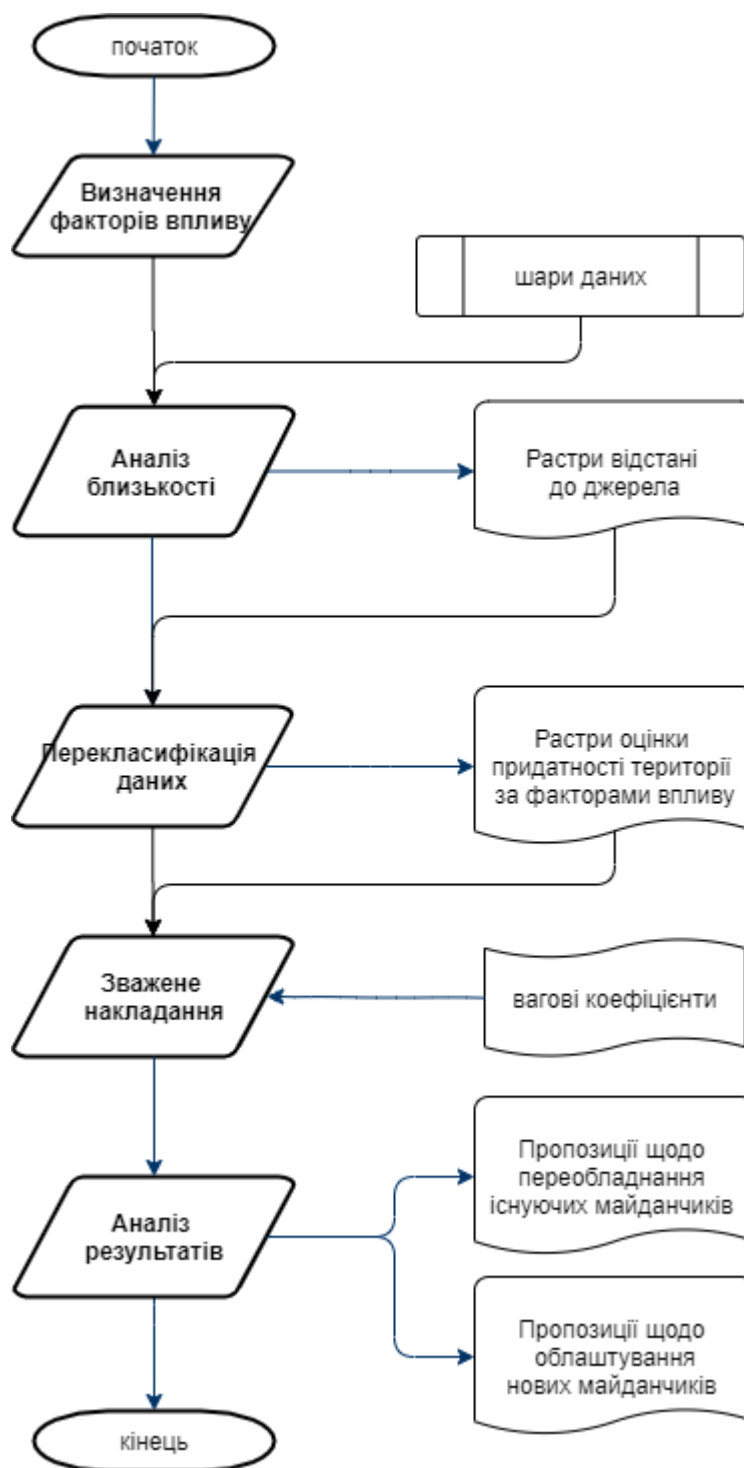 початок
Визначення
факторів впливу
шари даних
Аналіз
близькості
Растри відстані
до джерела
Перекласифікація
даних
Растри оцінки
придатності території
за факторами впливу
Зважене
накладання
вагові коефіцієнти
Аналіз
результатів
Пропозиції щодо
переобладнання
існуючих майданчиків
Пропозиції щодо
облаштування
нових майданчиків
кінець